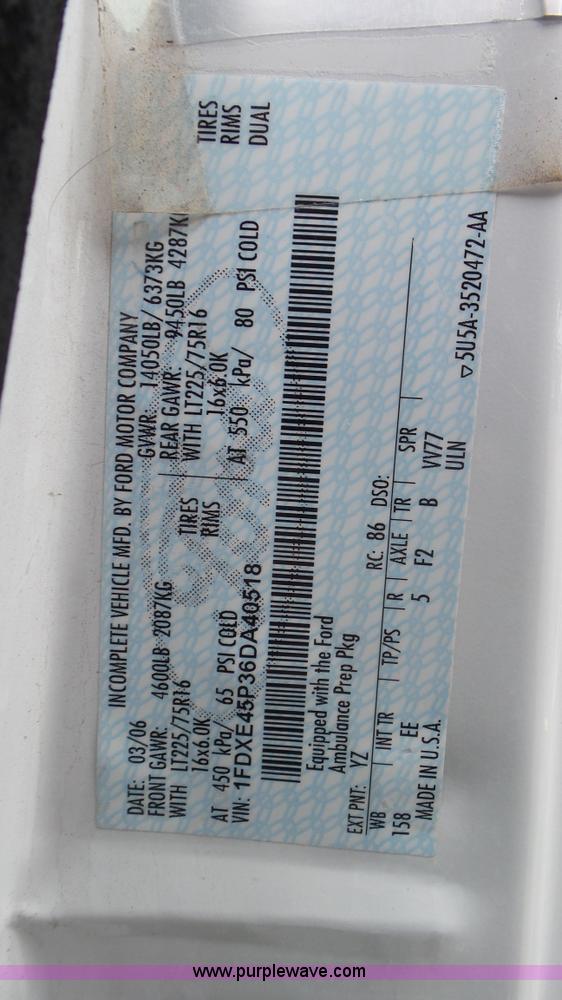 INCOMPLETE VEHICLE MFD. BY FORD MOTOR COMPANY
DATE: 03/06 GVWR: 14050LB/ 6373KG
FRONT GAWR: 4600LB 2087KG REAR GAWR 9450LB 4287K
WITH LT225/75R16 TIRES WITH LT225/75R16 TIRES
16x6.0K RIMS 16x6.0K RIMS
AT 450 kPa/ 65 PSI COLD AT 550 kPa/ 80 PSI COLD DUAL
VIN: 1FDXE45P36DA40518
Equipped with the Ford
Ambulance Prep Pkg
EXT PNT: YZ RC: 86 DSO:
WB INT TR TP/PS R AXLE TR SPR
158 EE 5 F2 B W77
MADE IN U.S.A. ULN
▽5U5A-3520472-AA
www.purplewave.com